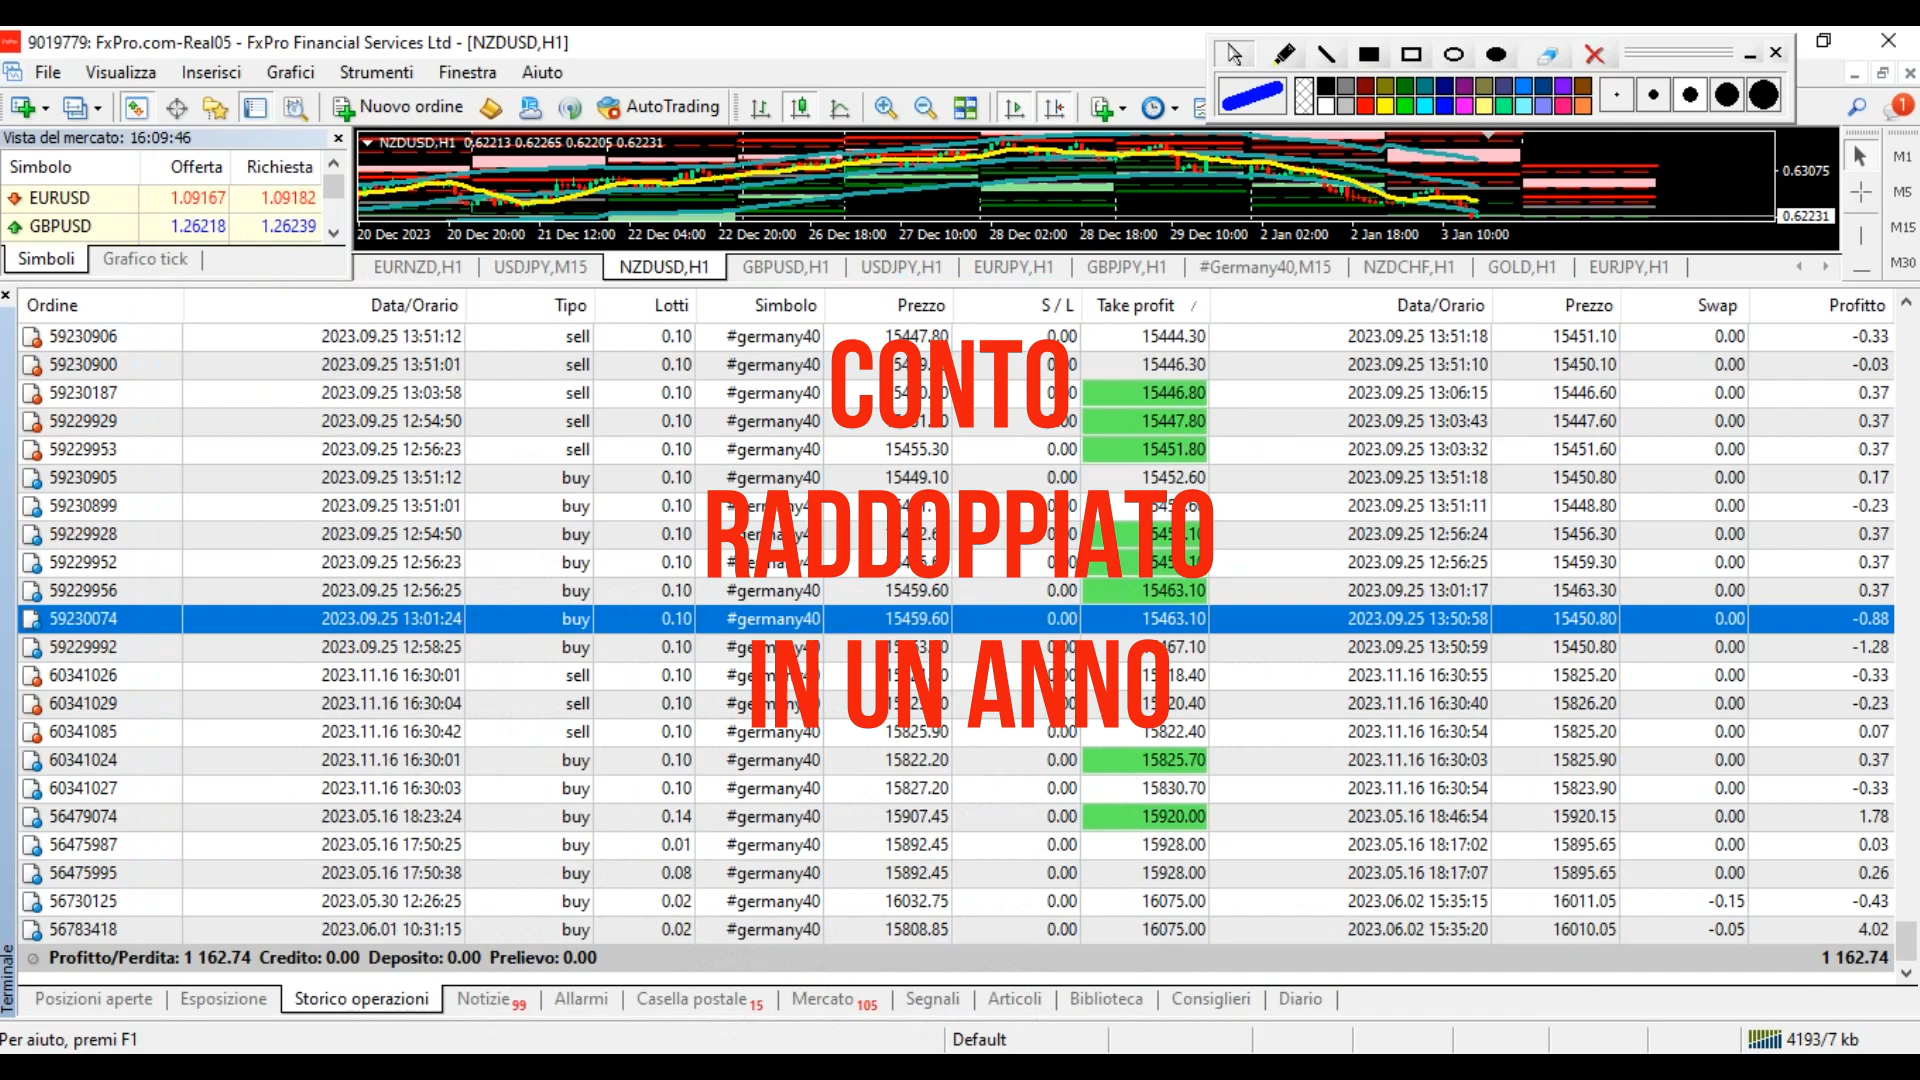 9019779: FxPro.com-Real05 - FxPro Financial Services Ltd - [NZDUSD,H1]
File Visualizza Inserisci Grafici Strumenti Finestra Aiuto
Nuovo ordine AutoTrading
1
Vista del mercato: 16:09:46
Simbolo Offerta Richiesta
EURUSD 1.09167 1.09182
GBPUSD 1.26218 1.26239
Simboli Grafico tick
NZDUSD,H1 0.62213 0.62265 0.62205 0.62231
0.63075
0.62231
20 Dec 2023 20 Dec 20:00 21 Dec 12:00 22 Dec 04:00 22 Dec 20:00 26 Dec 18:00 27 Dec 10:00 28 Dec 02:00 28 Dec 18:00 29 Dec 10:00 2 Jan 02:00 2 Jan 18:00 3 Jan 10:00
M1
M5
M15
M30
EURNZD,H1 USDJPY,M15 NZDUSD,H1 GBPUSD,H1 USDJPY,H1 EURJPY,H1 GBPJPY,H1 #Germany40,M15 NZDCHF,H1 GOLD,H1 EURJPY,H1
Ordine Data/Orario Tipo Lotti Simbolo Prezzo S / L Take profit / Data/Orario Prezzo Swap Profitto
59230906 2023.09.25 13:51:12 sell 0.10 #germany40 15447.80 0.00 15444.30 2023.09.25 13:51:18 15451.10 0.00 -0.33
59230900 2023.09.25 13:51:01 sell 0.10 #germany40 15446.30 2023.09.25 13:51:10 15450.10 0.00 -0.03
59230187 2023.09.25 13:03:58 sell 0.10 #germany40 15446.80 2023.09.25 13:06:15 15446.60 0.00 0.37
59229929 2023.09.25 12:54:50 sell 0.10 #germany40 15447.80 2023.09.25 13:03:43 15447.60 0.00 0.37
59229953 2023.09.25 12:56:23 sell 0.10 #germany40 15455.30 0.00 15451.80 2023.09.25 13:03:32 15451.60 0.00 0.37
59230905 2023.09.25 13:51:12 buy 0.10 #germany40 15449.10 0.00 15452.60 2023.09.25 13:51:18 15450.80 0.00 0.17
59230899 2023.09.25 13:51:01 buy 0.10 2023.09.25 13:51:11 15448.80 0.00 -0.23
59229928 2023.09.25 12:54:50 buy 0.10 2023.09.25 12:56:24 15456.30 0.00 0.37
59229952 2023.09.25 12:56:23 buy 0.10 2023.09.25 12:56:25 15459.30 0.00 0.37
59229956 2023.09.25 12:56:25 buy 0.10 #germany40 15459.60 0.00 15463.10 2023.09.25 13:01:17 15463.30 0.00 0.37
59230074 2023.09.25 13:01:24 buy 0.10 #germany40 15459.60 0.00 15463.10 2023.09.25 13:50:58 15450.80 0.00 -0.88
59229992 2023.09.25 12:58:25 buy 0.10 2023.09.25 13:50:59 15450.80 0.00 -1.28
60341026 2023.11.16 16:30:01 sell 0.10 2023.11.16 16:30:55 15825.20 0.00 -0.33
60341029 2023.11.16 16:30:04 sell 0.10 2023.11.16 16:30:40 15826.20 0.00 -0.23
60341085 2023.11.16 16:30:42 sell 0.10 #germany40 15825.90 0.00 15822.40 2023.11.16 16:30:54 15825.20 0.00 0.07
60341024 2023.11.16 16:30:01 buy 0.10 #germany40 15822.20 0.00 15825.70 2023.11.16 16:30:03 15825.90 0.00 0.37
60341027 2023.11.16 16:30:03 buy 0.10 #germany40 15827.20 0.00 15830.70 2023.11.16 16:30:54 15823.90 0.00 -0.33
56479074 2023.05.16 18:23:24 buy 0.14 #germany40 15907.45 0.00 15920.00 2023.05.16 18:46:54 15920.15 0.00 1.78
56475987 2023.05.16 17:50:25 buy 0.01 #germany40 15892.45 0.00 15928.00 2023.05.16 18:17:02 15895.65 0.00 0.03
56475995 2023.05.16 17:50:38 buy 0.08 #germany40 15892.45 0.00 15928.00 2023.05.16 18:17:07 15895.65 0.00 0.26
56730125 2023.05.30 12:26:25 buy 0.02 #germany40 16032.75 0.00 16075.00 2023.06.02 15:35:15 16011.05 -0.15 -0.43
56783418 2023.06.01 10:31:15 buy 0.02 #germany40 15808.85 0.00 16075.00 2023.06.02 15:35:20 16010.05 -0.05 4.02
CONTO
RADDOPPIATO
IN UN ANNO
Profitto/Perdita: 1 162.74 Credito: 0.00 Deposito: 0.00 Prelievo: 0.00 1 162.74
Terminale
Posizioni aperte Esposizione Storico operazioni Notizie 99 Allarmi Casella postale 15 Mercato 105 Segnali Articoli Biblioteca Consiglieri Diario
Per aiuto, premi F1 Default 4193/7 kb